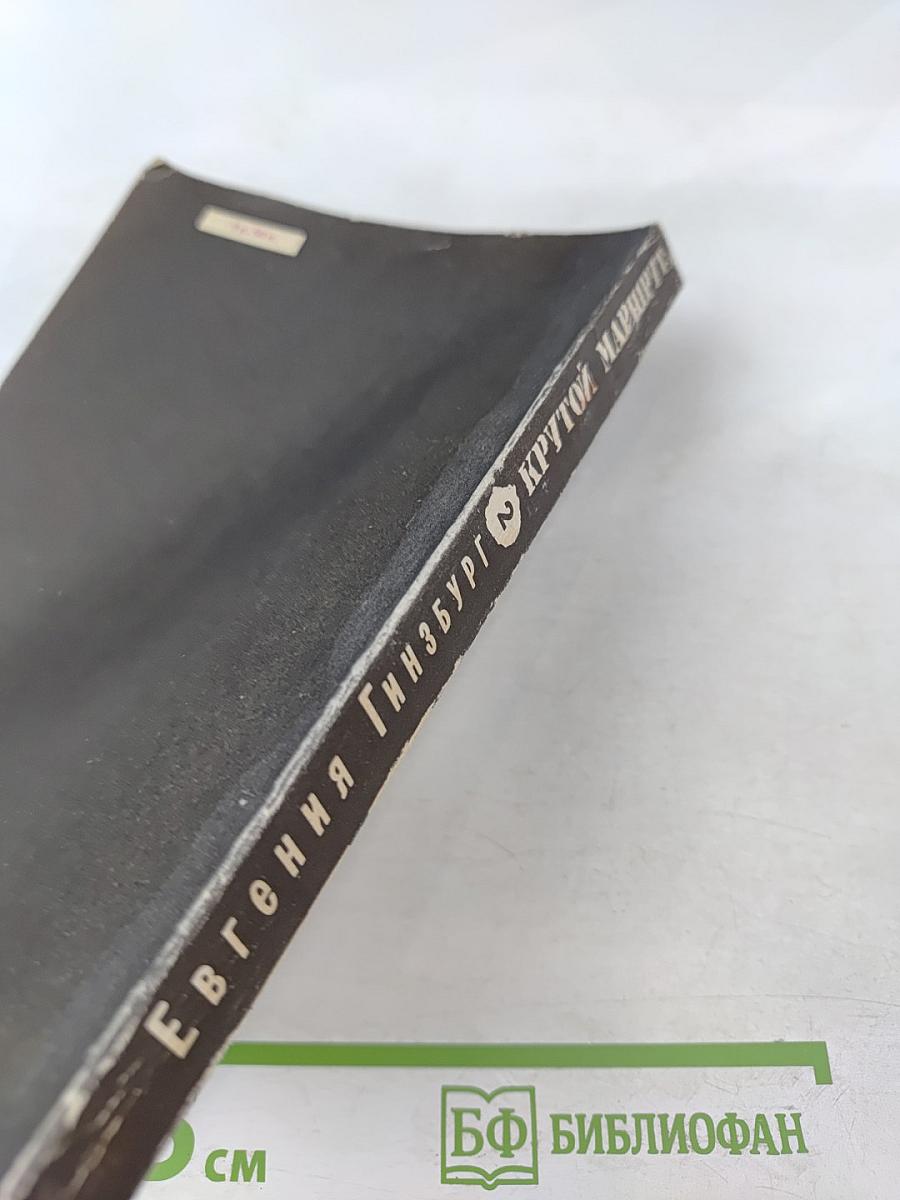 Евгения Гинзбург 2 КРУТОЙ МАРШРУТ
см
БФ БИБЛИОФАН